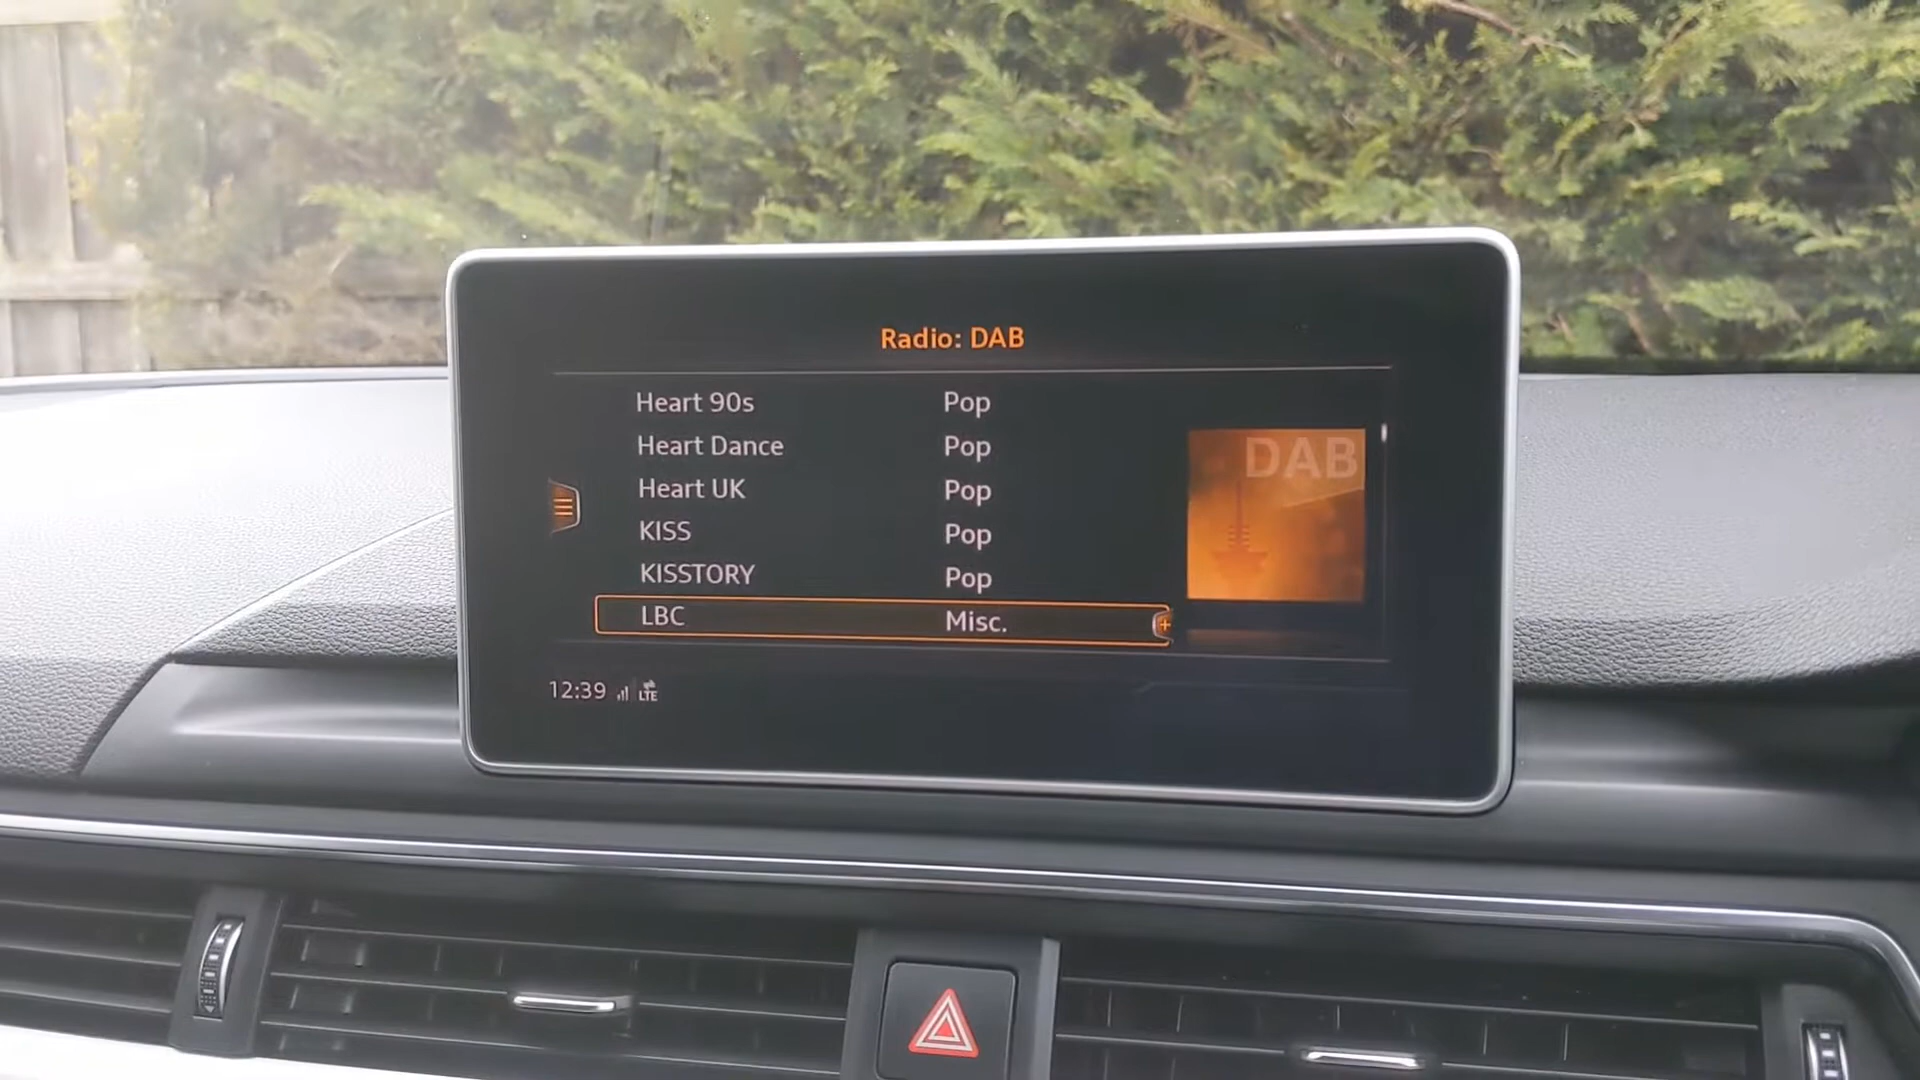 Radio: DAB
Heart 90s Pop
Heart Dance Pop
Heart UK Pop
KISS Pop
KISSTORY Pop
LBC Misc.
DAB
12:39 LTE